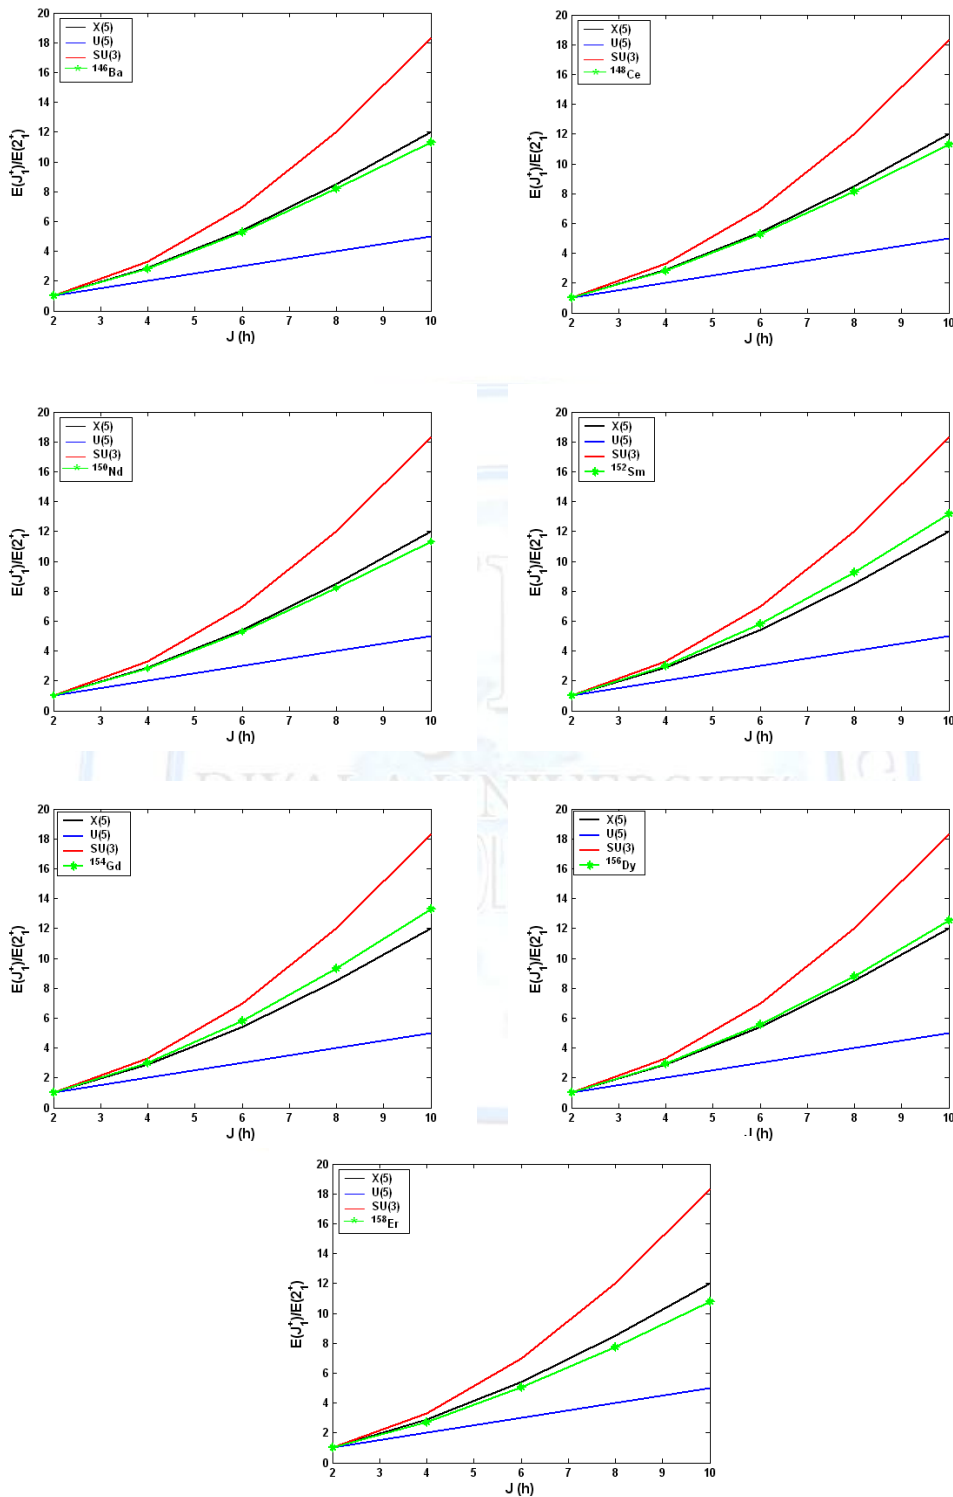 X(5)
U(5)
SU(3)
¹⁴⁶Ba
E(J₁⁺)/E(2₁⁺)
20
18
16
14
12
10
8
6
4
2
0
2 3 4 5 6 7 8 9 10
J (h)
X(5)
U(5)
SU(3)
¹⁴⁸Ce
E(J₁⁺)/E(2₁⁺)
20
18
16
14
12
10
8
6
4
2
0
2 3 4 5 6 7 8 9 10
J (h)
X(5)
U(5)
SU(3)
¹⁵⁰Nd
E(J₁⁺)/E(2₁⁺)
20
18
16
14
12
10
8
6
4
2
0
2 3 4 5 6 7 8 9 10
J (h)
X(5)
U(5)
SU(3)
¹⁵²Sm
E(J₁⁺)/E(2₁⁺)
20
18
16
14
12
10
8
6
4
2
0
2 3 4 5 6 7 8 9 10
J (h)
DIYALA UNIVERSITY
X(5)
U(5)
SU(3)
¹⁵⁴Gd
E(J₁⁺)/E(2₁⁺)
20
18
16
14
12
10
8
6
4
2
0
2 3 4 5 6 7 8 9 10
J (h)
X(5)
U(5)
SU(3)
¹⁵⁶Dy
E(J₁⁺)/E(2₁⁺)
20
18
16
14
12
10
8
6
4
2
0
2 3 4 5 6 7 8 9 10
J (h)
X(5)
U(5)
SU(3)
¹⁵⁸Er
E(J₁⁺)/E(2₁⁺)
20
18
16
14
12
10
8
6
4
2
0
2 3 4 5 6 7 8 9 10
J (h)